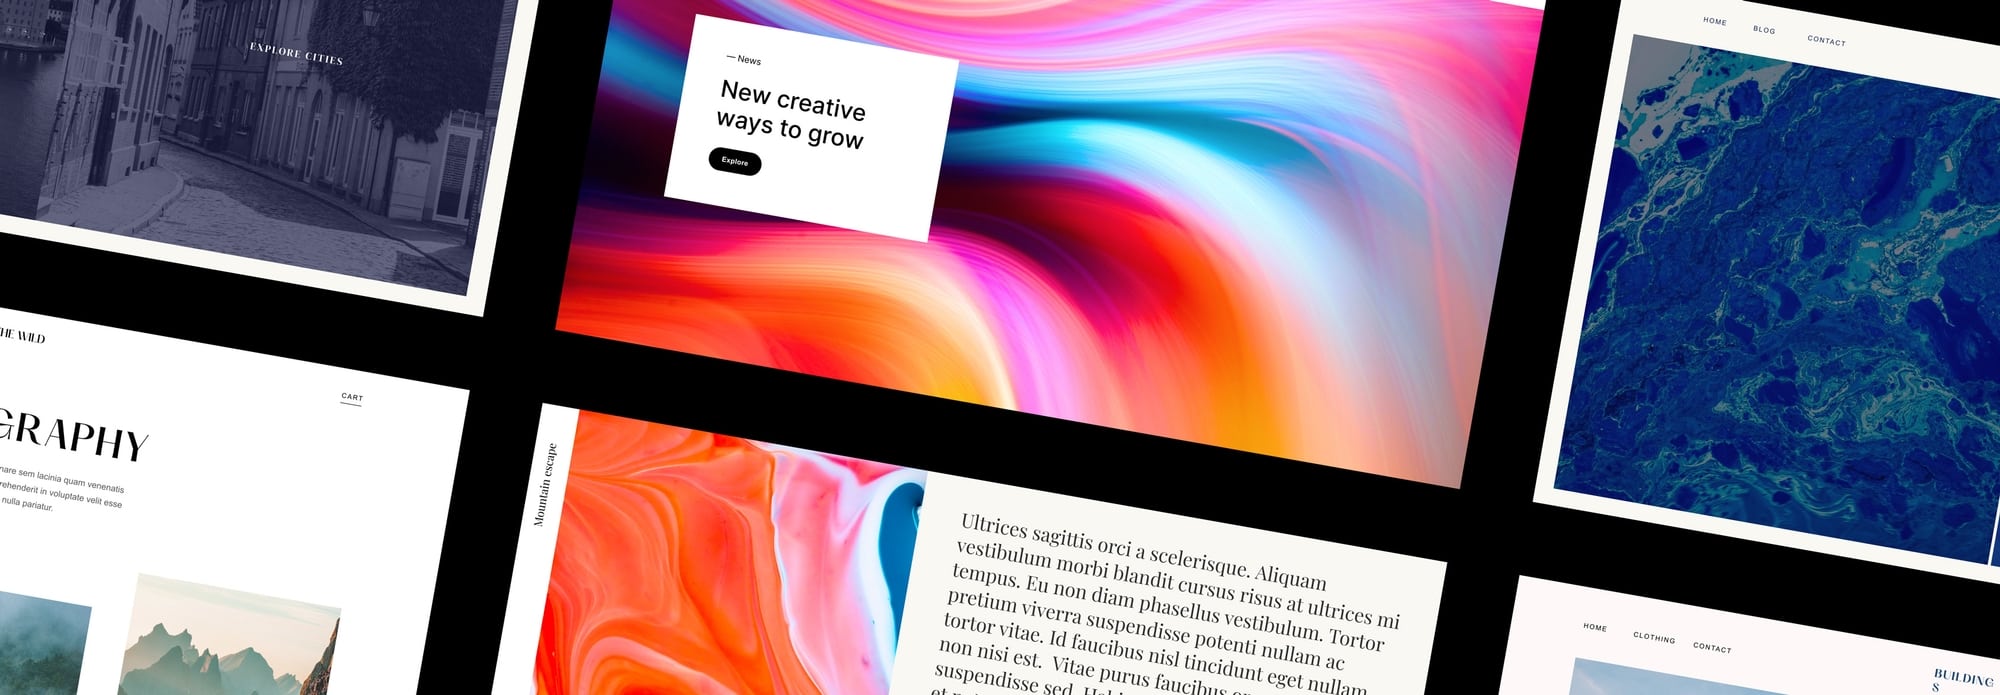 EXPLORE CITIES
— News
New creative
ways to grow
Explore
HOME BLOG CONTACT
THE WILD
CART
GRAPHY
nare sem lacinia quam venenatis
rehenderit in voluptate velit esse
nulla pariatur.
Mountain escape
Ultrices sagittis orci a scelerisque. Aliquam
vestibulum morbi blandit cursus risus at ultrices mi
tempus. Eu non diam phasellus vestibulum. Tortor
pretium viverra suspendisse potenti nullam ac
tortor vitae. Id faucibus nisl tincidunt eget nullam
non nisi est. Vitae purus faucibus
suspendisse sed.
HOME CLOTHING CONTACT
BUILDING
S